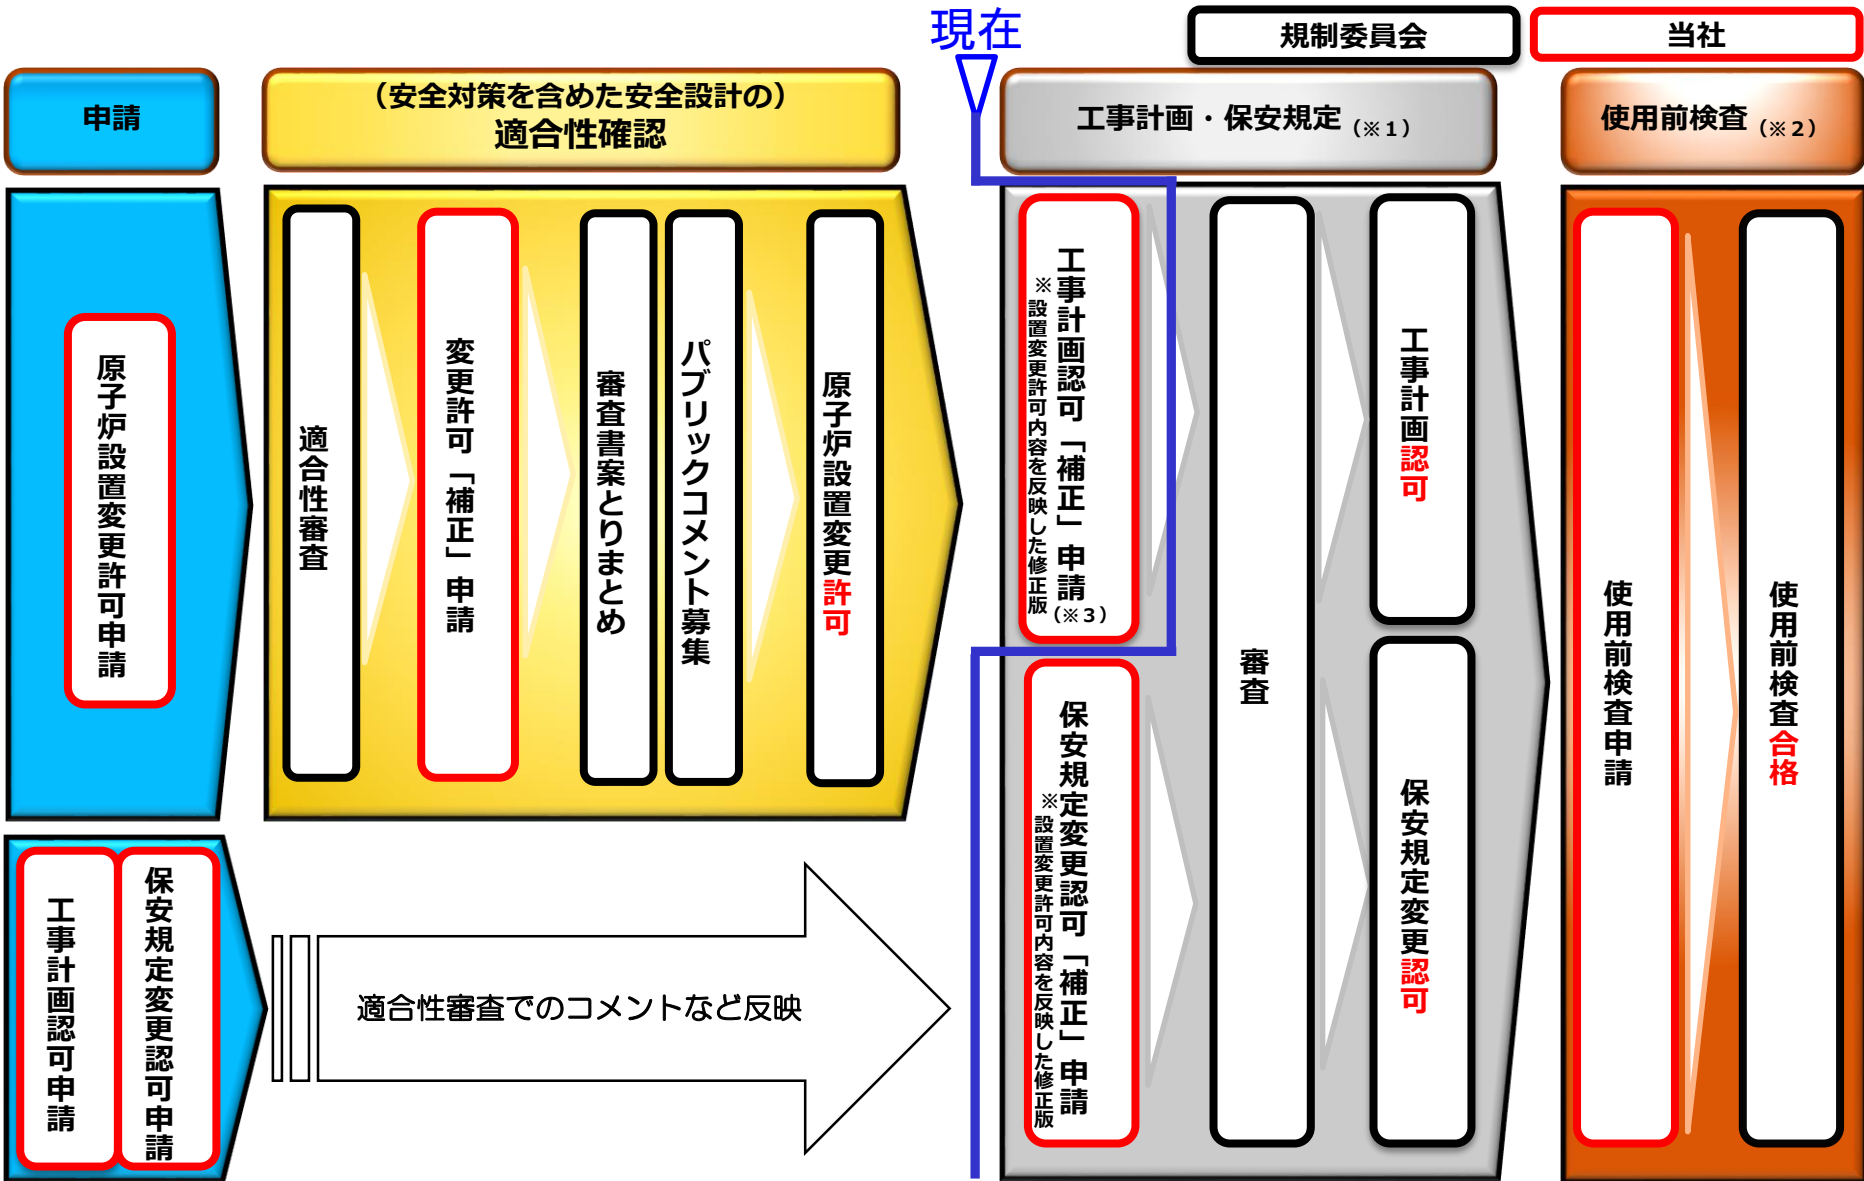 現在
規制委員会
当社
申請
（安全対策を含めた安全設計の）
適合性確認
工事計画・保安規定（※１）
使用前検査（※２）
原子炉設置変更許可申請
適合性審査
変更許可「補正」申請
審査書案とりまとめ
パブリックコメント募集
原子炉設置変更許可
工事計画認可「補正」申請（※３）
※設置変更許可内容を反映した修正版
保安規定変更認可「補正」申請
※設置変更許可内容を反映した修正版
審査
工事計画認可
保安規定変更認可
使用前検査申請
使用前検査合格
工事計画認可申請
保安規定変更認可申請
適合性審査でのコメントなど反映